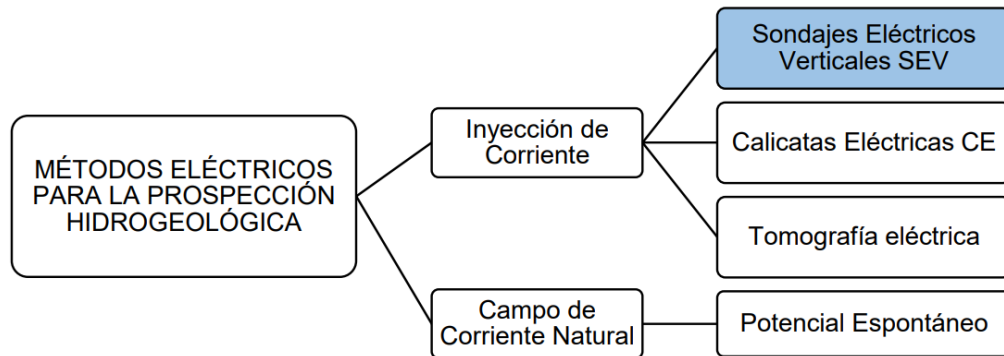 MÉTODOS ELÉCTRICOS
PARA LA PROSPECCIÓN
HIDROGEOLÓGICA
Inyección de
Corriente
Sondajes Eléctricos
Verticales SEV
Calicatas Eléctricas CE
Tomografía eléctrica
Campo de
Corriente Natural
Potencial Espontáneo